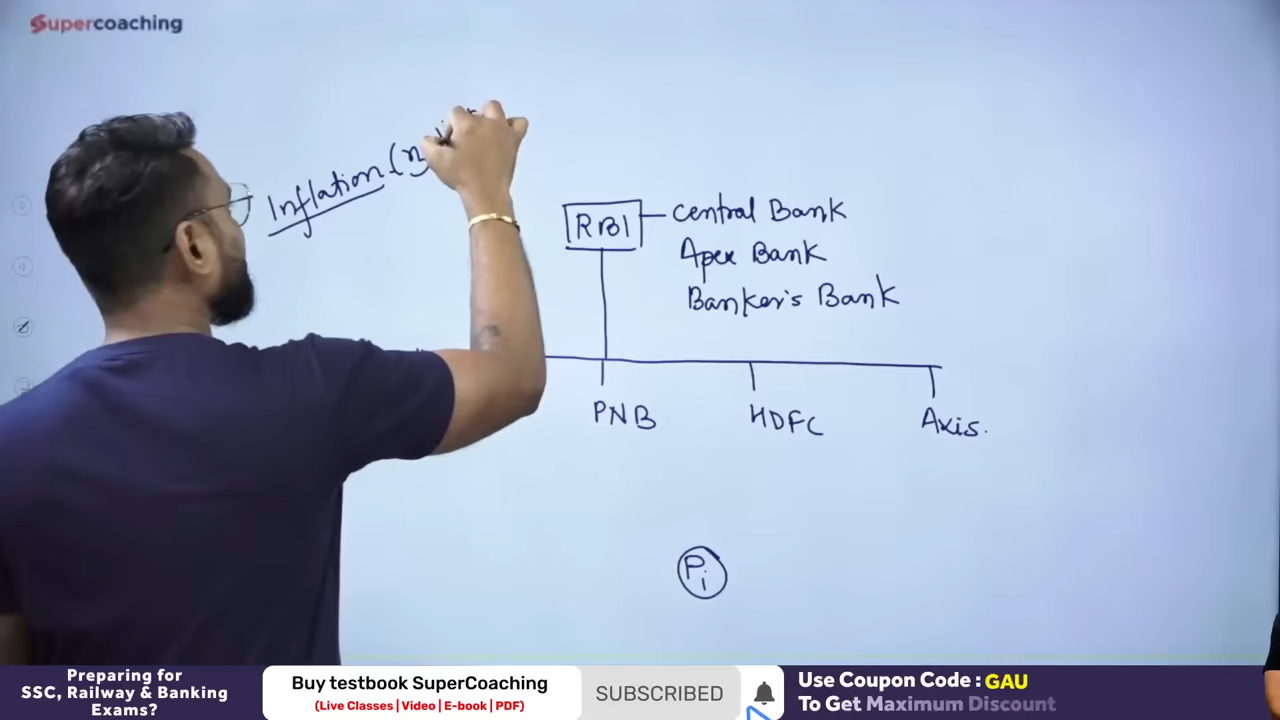 Supercoaching
Inflation (
RBI
Central Bank
Apex Bank
Banker's Bank
PNB
HDFC
Axis.
Pi
Preparing for
SSC, Railway & Banking
Exams?
Buy testbook SuperCoaching
(Live Classes | Video | E-book | PDF)
SUBSCRIBED
Use Coupon Code : GAU
To Get Maximum Discount